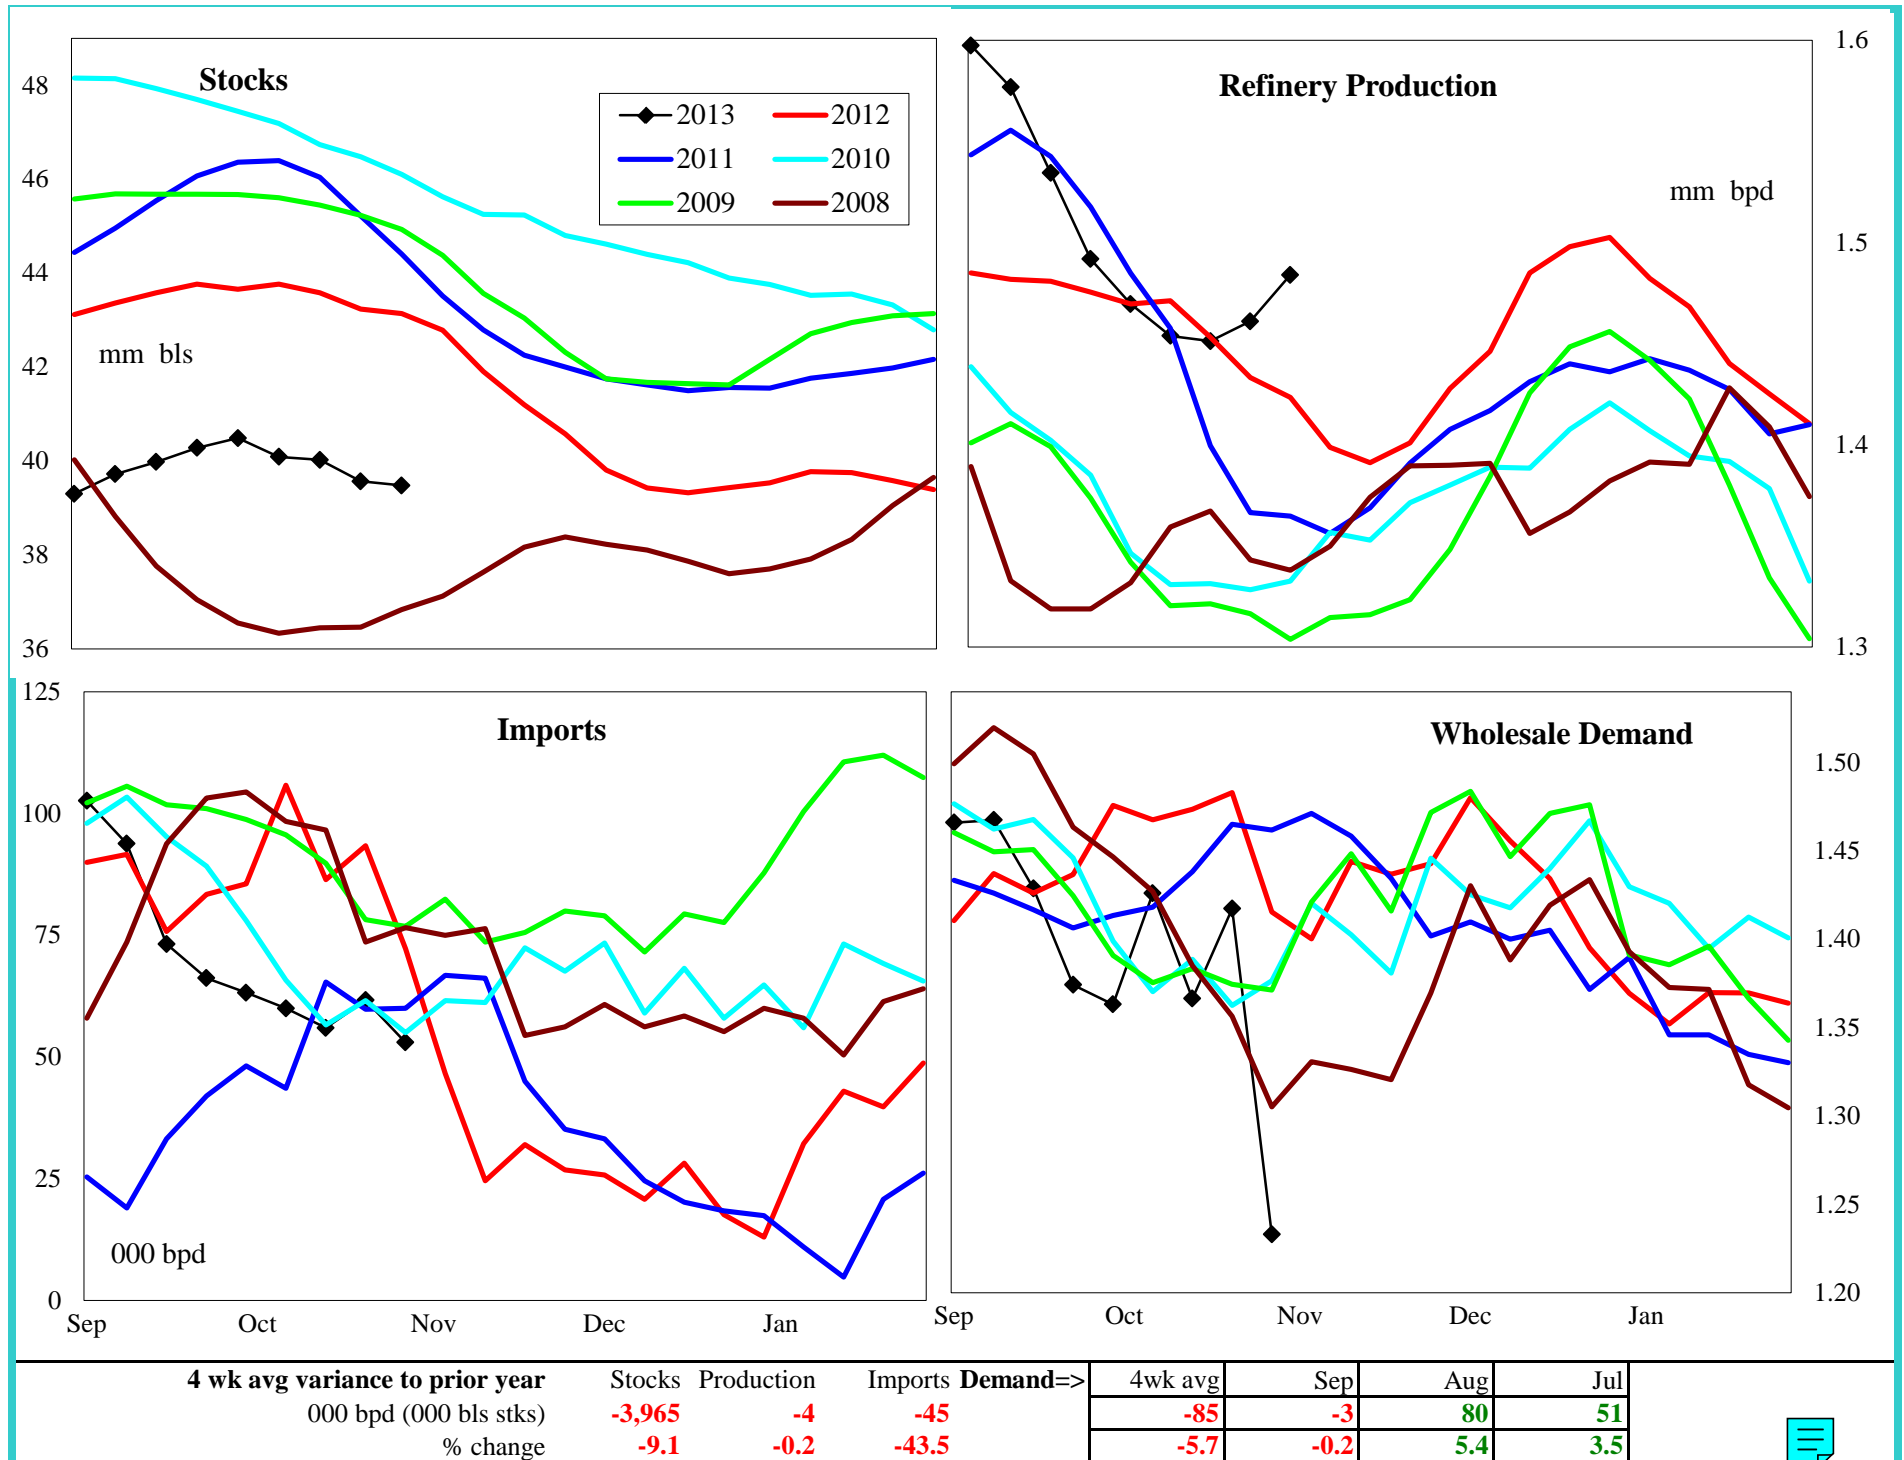 Stocks
48
46
44
42
40
38
36
mm bls
2013 2012
2011 2010
2009 2008
Refinery Production
mm bpd
1.6
1.5
1.4
1.3
Imports
125
100
75
50
25
0
000 bpd
Sep Oct Nov Dec Jan
Wholesale Demand
1.50
1.45
1.40
1.35
1.30
1.25
1.20
Sep Oct Nov Dec Jan
4 wk avg variance to prior year Stocks Production Imports Demand=> 4wk avg Sep Aug Jul
000 bpd (000 bls stks) -3,965 -4 -45 -85 -3 80 51
% change -9.1 -0.2 -43.5 -5.7 -0.2 5.4 3.5